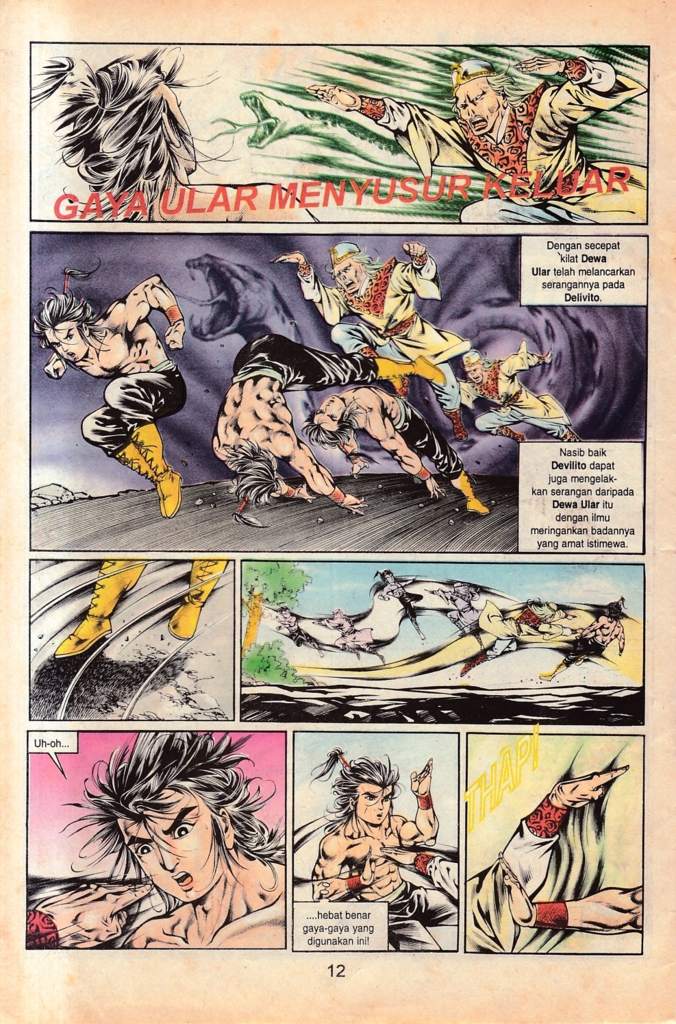 GAYA ULAR MENYUSUR KELUAR
Dengan secepat
kilat Dewa
Ular telah melancarkan
serangannya pada
Delivito.
Nasib baik
Devilito dapat
juga mengelak-
kan serangan daripada
Dewa Ular itu
dengan ilmu
meringankan badannya
yang amat istimewa.
Uh-oh...
....hebat benar
gaya-gaya yang
digunakan ini!
THAP!
12